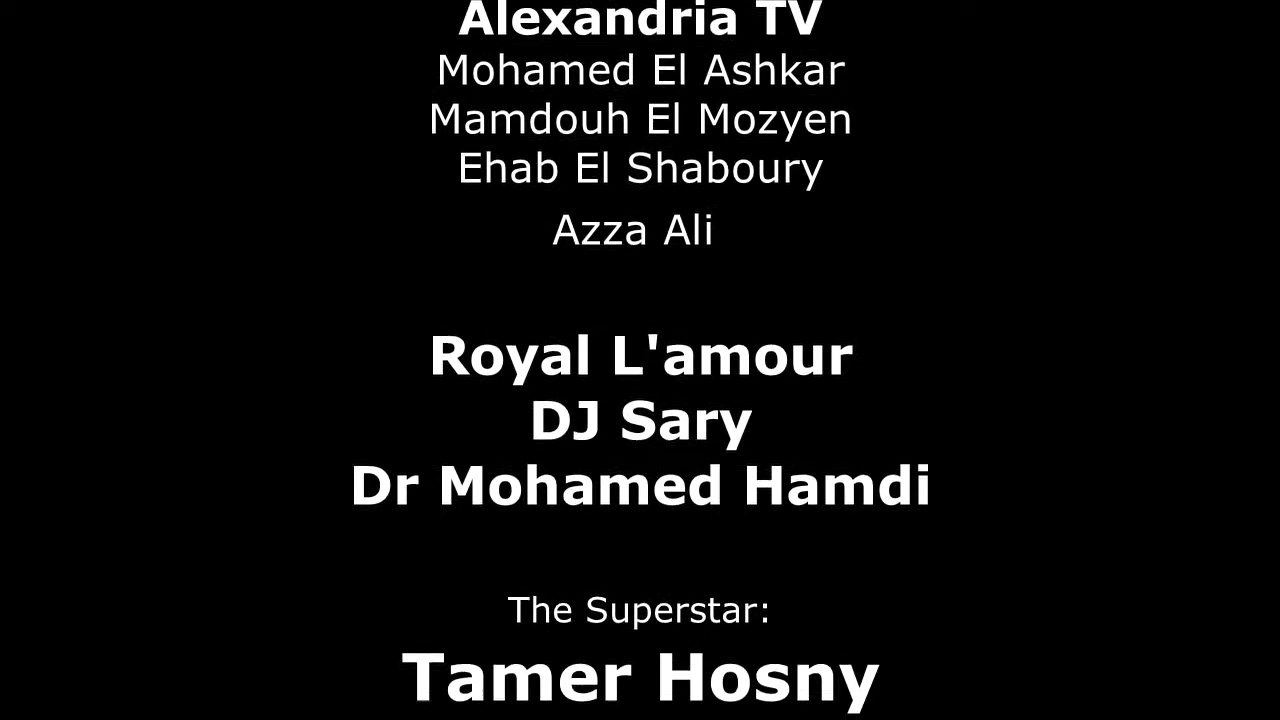 Alexandria TV
Mohamed El Ashkar
Mamdouh El Mozyen
Ehab El Shaboury
Azza Ali
Royal L'amour
DJ Sary
Dr Mohamed Hamdi
The Superstar:
Tamer Hosny